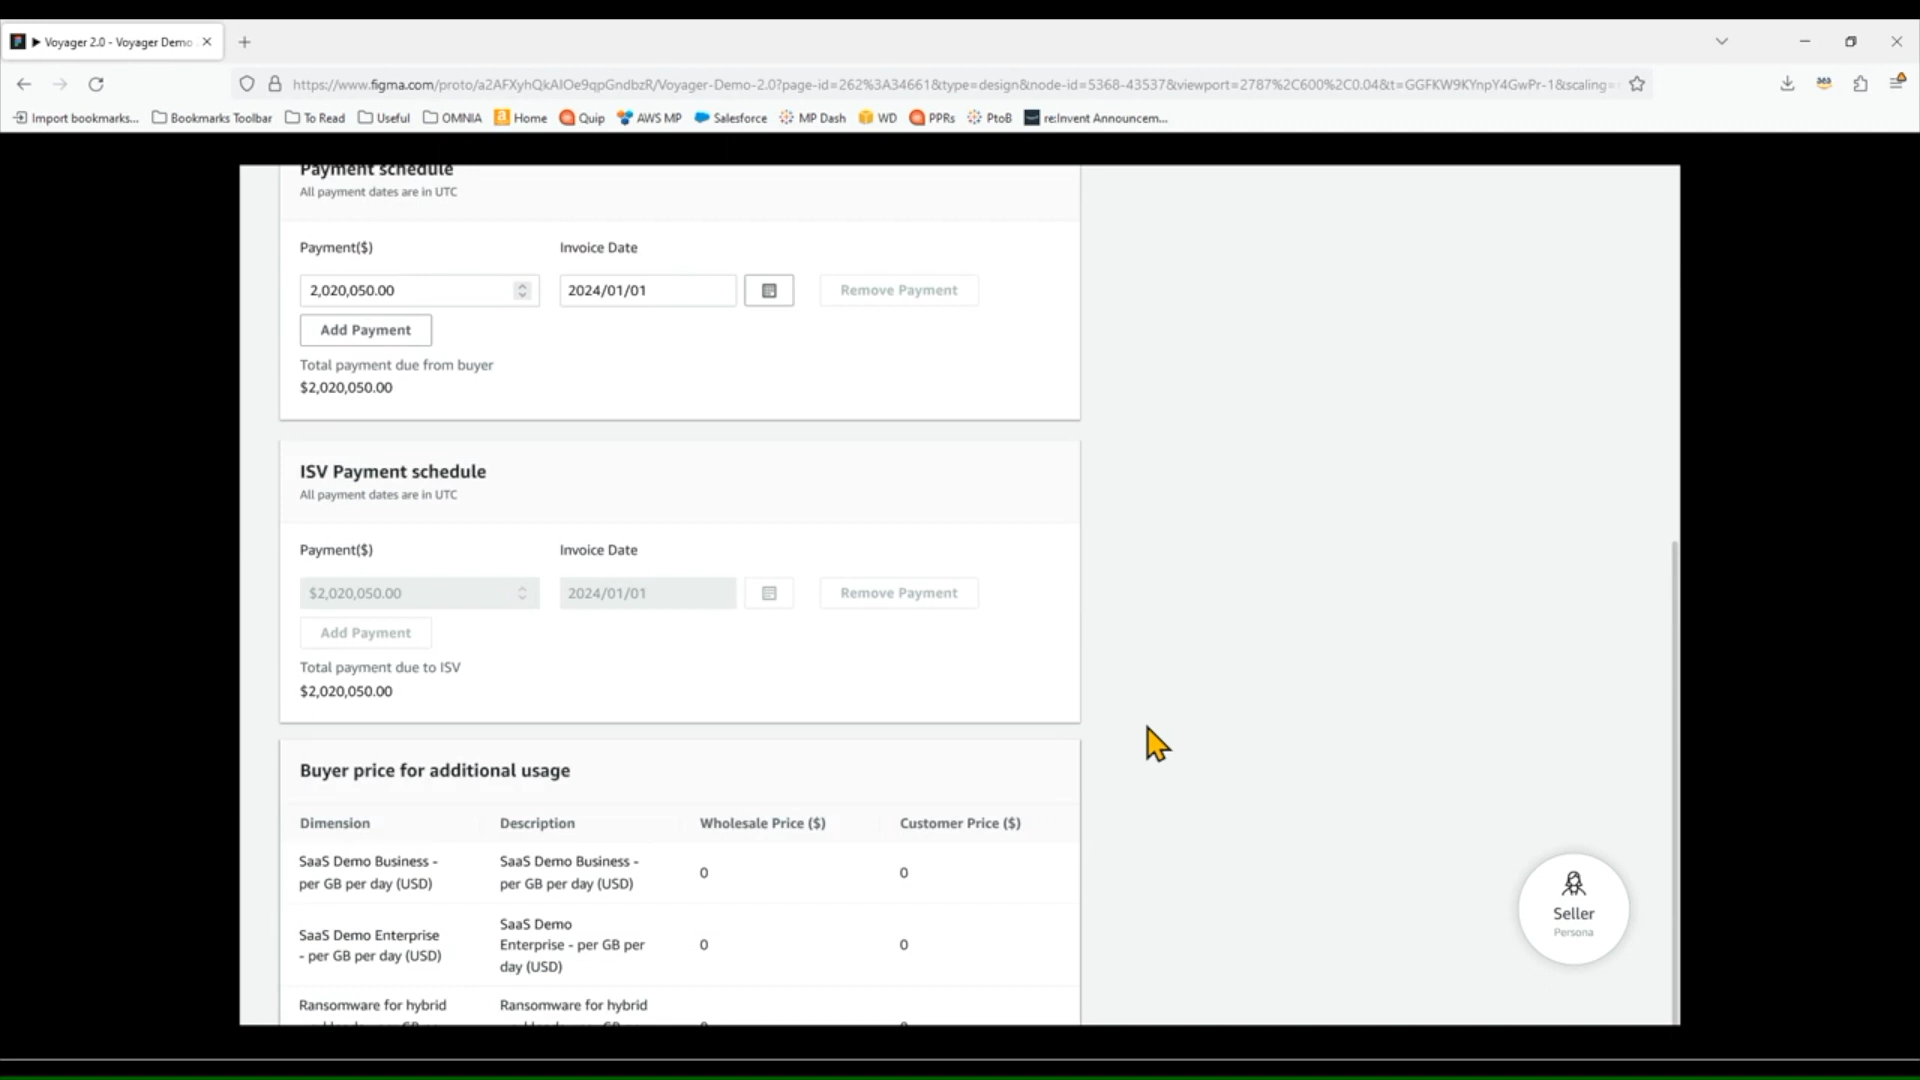 Voyager 2.0 - Voyager Demo
https://www.figma.com/proto/a2AFXyhQkAIOe9qpGndbzR/Voyager-Demo-2.0?page-id=262%3A34661&type=design&node-id=5368-43537&viewport=2787%2C600%2C0.04&t=GGFKW9KYnpY4GwPr-1&scaling=
Import bookmarks... Bookmarks Toolbar To Read Useful OMNIA Home Quip AWS MP Salesforce MP Dash WD PPRs PtoB re:Invent Announcem...
Payment schedule
All payment dates are in UTC
Payment($) Invoice Date
2,020,050.00 2024/01/01 Remove Payment
Add Payment
Total payment due from buyer
$2,020,050.00
ISV Payment schedule
All payment dates are in UTC
Payment($) Invoice Date
$2,020,050.00 2024/01/01 Remove Payment
Add Payment
Total payment due to ISV
$2,020,050.00
Buyer price for additional usage
Dimension Description Wholesale Price ($) Customer Price ($)
SaaS Demo Business - per GB per day (USD)
SaaS Demo Business - per GB per day (USD)
0 0
SaaS Demo Enterprise - per GB per day (USD)
SaaS Demo Enterprise - per GB per day (USD)
0 0
Ransomware for hybrid Ransomware for hybrid
Seller
Persona